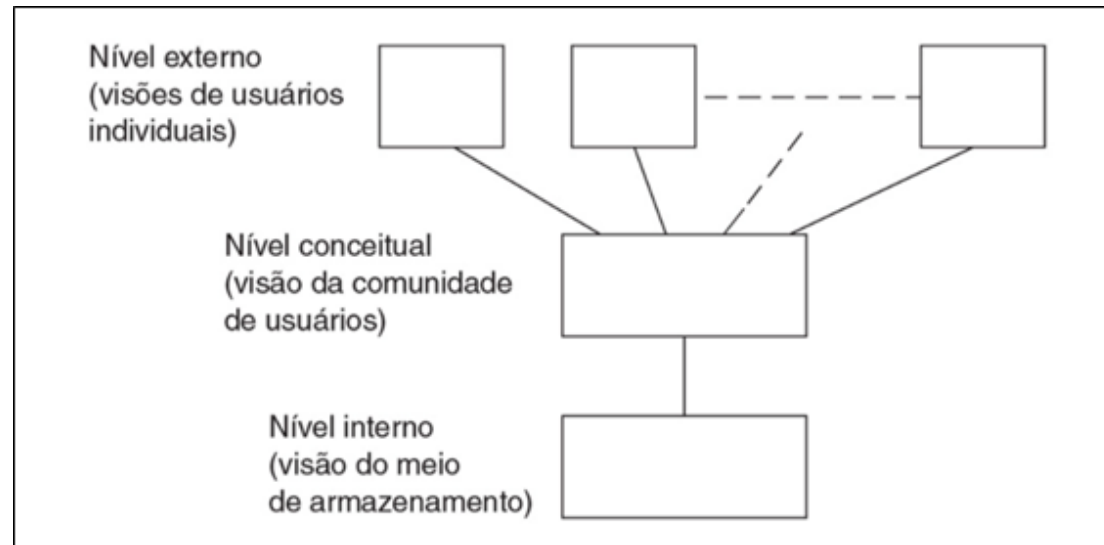 Nível externo
(visões de usuários
individuais)
Nível conceitual
(visão da comunidade
de usuários)
Nível interno
(visão do meio
de armazenamento)